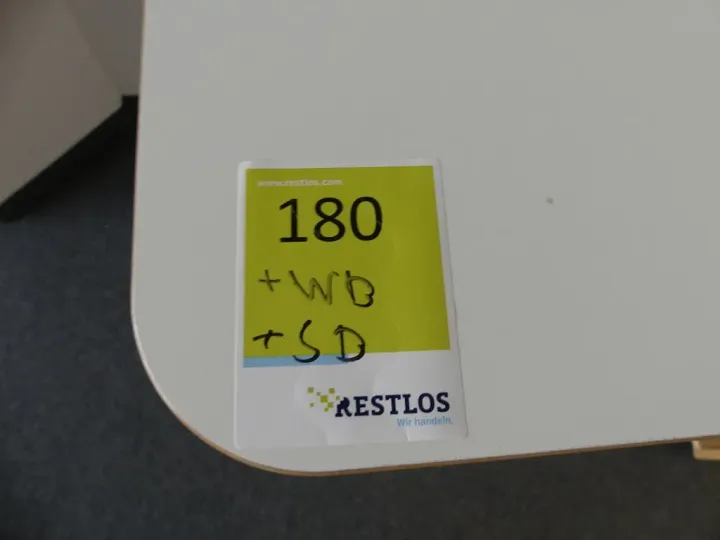 www.restlos.com
180
+WB
+SD
RESTLOS
Wir handeln.